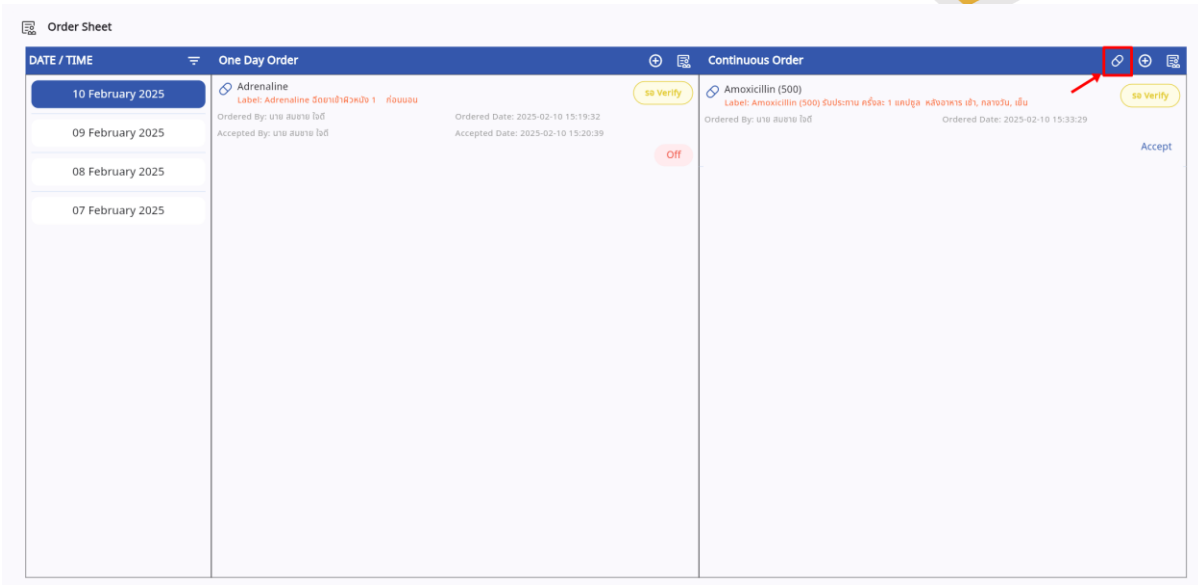 Order Sheet
DATE / TIME
One Day Order
Continuous Order
10 February 2025
09 February 2025
08 February 2025
07 February 2025
Adrenaline
รอ Verify
Label: Adrenaline ฉีดยาเข้าผิวหนัง 1 ก่อนนอน
Ordered By: นาย สมชาย ใจดี
Ordered Date: 2025-02-10 15:19:32
Accepted By: นาย สมชาย ใจดี
Accepted Date: 2025-02-10 15:20:39
Off
Amoxicillin (500)
รอ Verify
Label: Amoxicillin (500) รับประทาน ครั้งละ 1 แคปซูล หลังอาหาร เช้า, กลางวัน, เย็น
Ordered By: นาย สมชาย ใจดี
Ordered Date: 2025-02-10 15:33:29
Accept